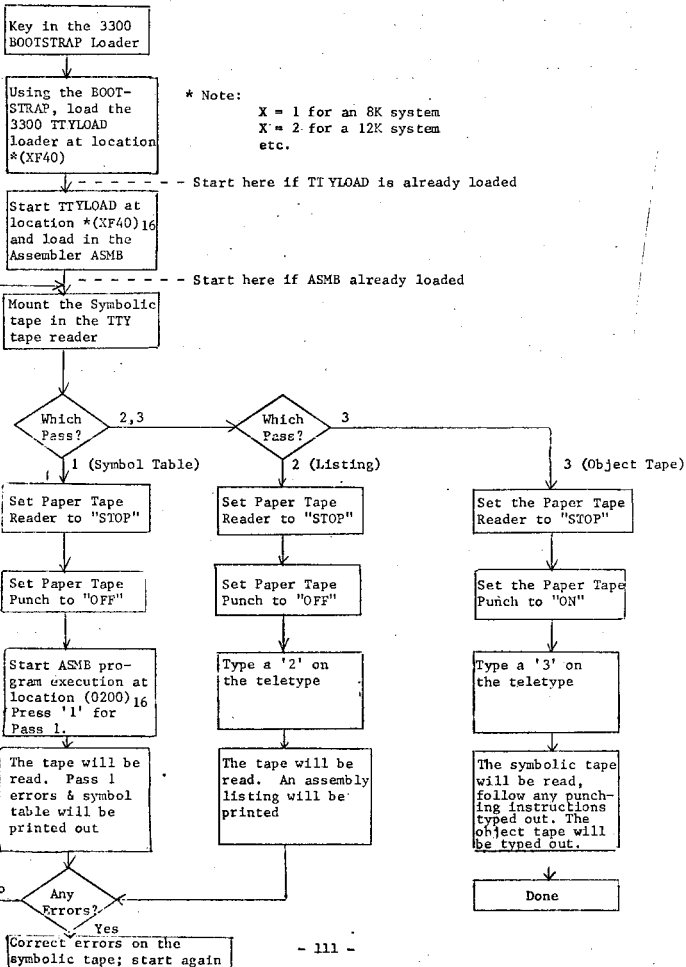 Key in the 3300
BOOTSTRAP Loader
Using the BOOT-
STRAP, load the
3300 TTYLOAD
loader at location
*(XF40)
* Note:
X = 1 for an 8K system
X = 2 for a 12K system
etc.
Start here if TTYLOAD is already loaded
Start TTYLOAD at
location *(XF40)16
and load in the
Assembler ASMB
Start here if ASMB already loaded
Mount the Symbolic
tape in the TTY
tape reader
Which
Pass?
2,3
Which
Pass?
3
1 (Symbol Table)
2 (Listing)
3 (Object Tape)
Set Paper Tape
Reader to "STOP"
Set Paper Tape
Reader to "STOP"
Set the Paper Tape
Reader to "STOP"
Set Paper Tape
Punch to "OFF"
Set Paper Tape
Punch to "OFF"
Set the Paper Tape
Punch to "ON"
Start ASMB pro-
gram execution at
location (0200)16
Press '1' for
Pass 1.
Type a '2' on
the teletype
Type a '3' on
the teletype
The tape will be
read. Pass 1
errors & symbol
table will be
printed out
The tape will be
read. An assembly
listing will be
printed
The symbolic tape
will be read,
follow any punch-
ing instructions
typed out. The
object tape will
be typed out.
Any
Errors?
Yes
Done
Correct errors on the
symbolic tape; start again
- 111 -